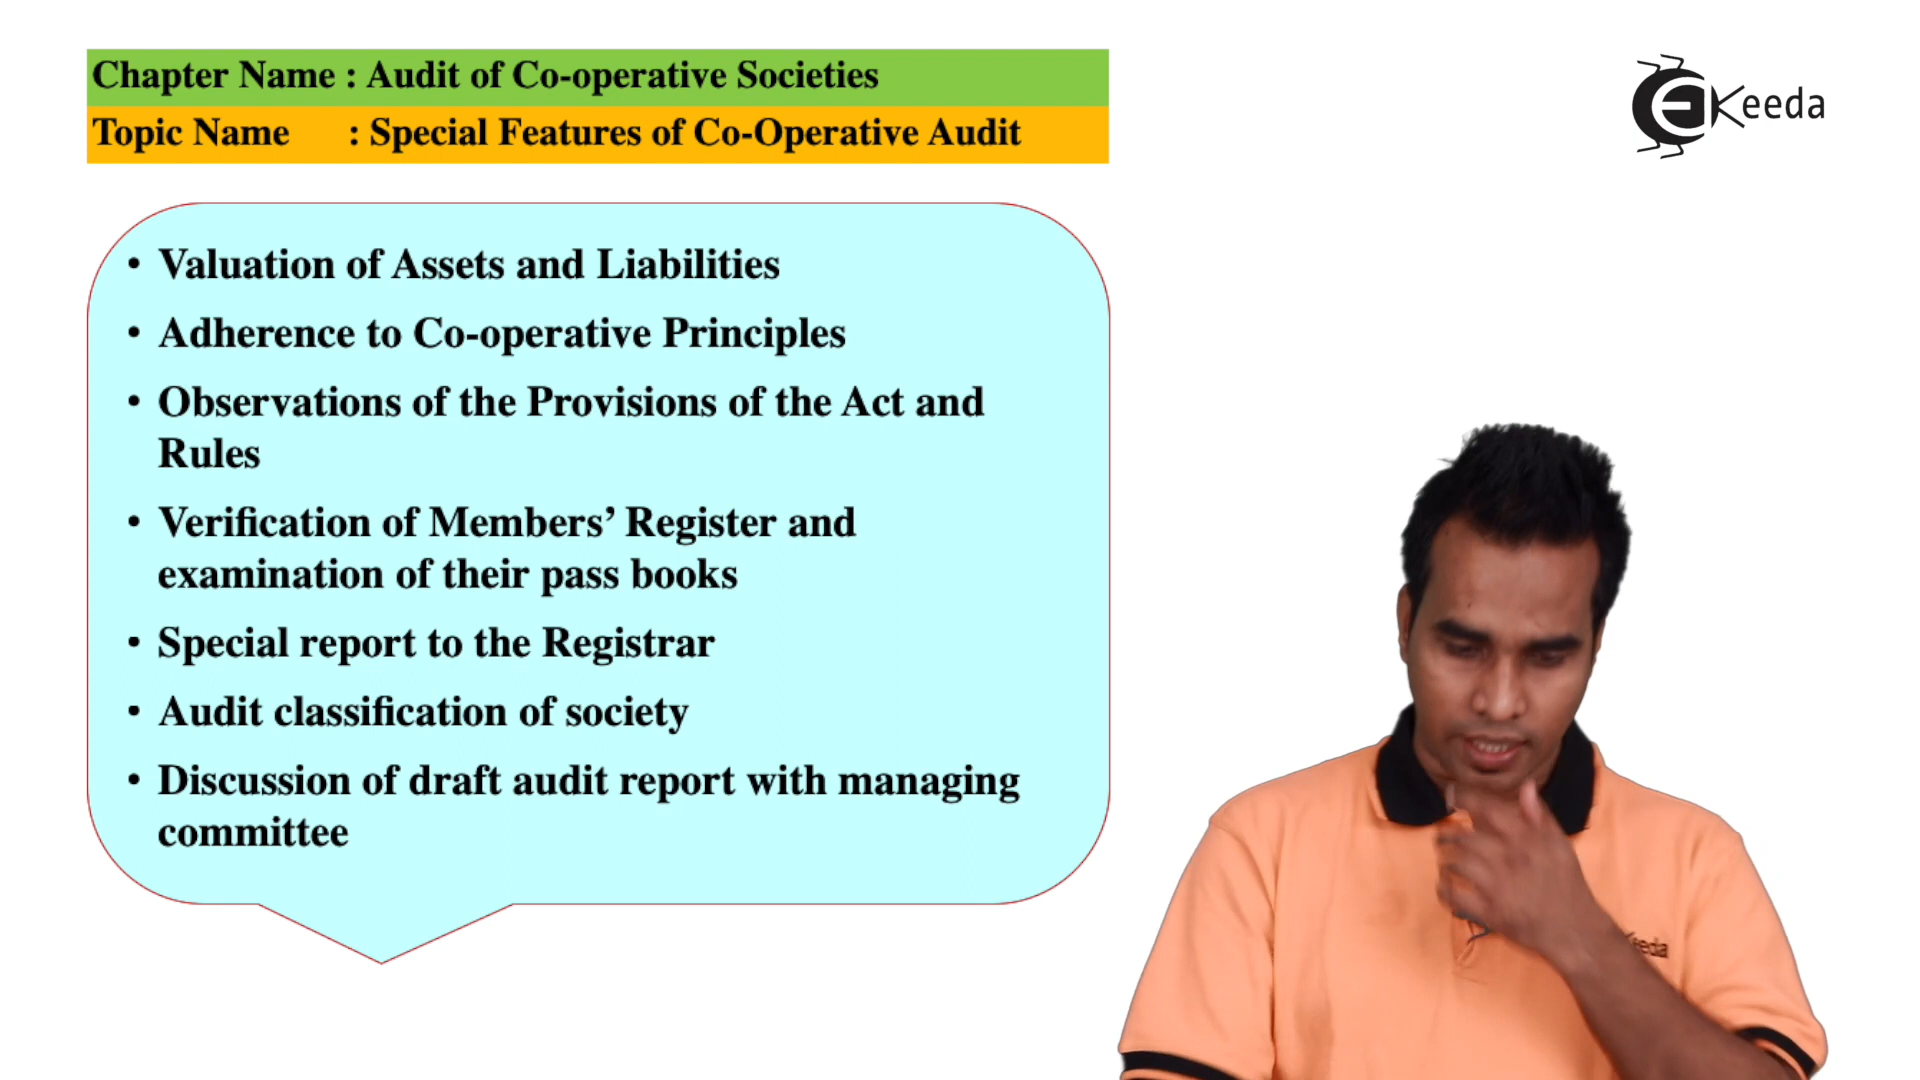 Chapter Name : Audit of Co-operative Societies
Topic Name : Special Features of Co-Operative Audit
EKeeda
• Valuation of Assets and Liabilities
• Adherence to Co-operative Principles
• Observations of the Provisions of the Act and
Rules
• Verification of Members’ Register and
examination of their pass books
• Special report to the Registrar
• Audit classification of society
• Discussion of draft audit report with managing
committee
Keeda